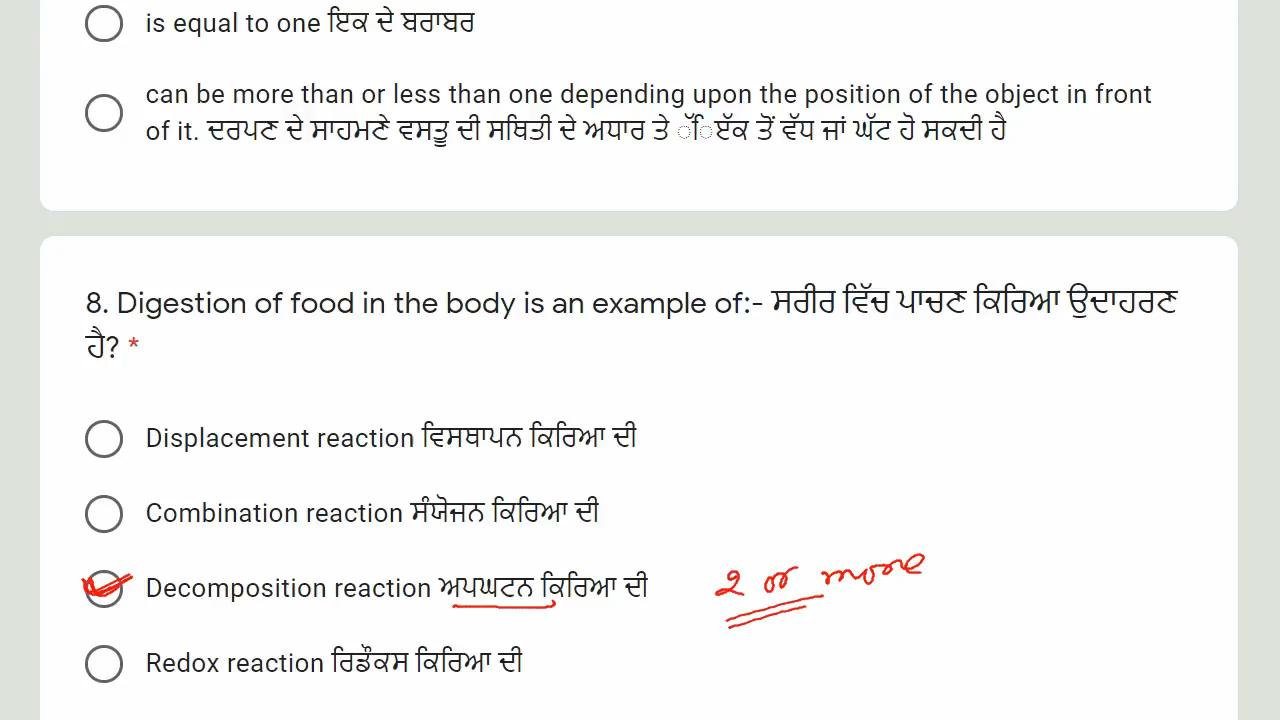 is equal to one ਇਕ ਦੇ ਬਰਾਬਰ
can be more than or less than one depending upon the position of the object in front
of it. ਦਰਪਣ ਦੇ ਸਾਹਮਣੇ ਵਸਤੂ ਦੀ ਸਥਿਤੀ ਦੇ ਅਧਾਰ ਤੇ ੱਿਇੱਕ ਤੋਂ ਵੱਧ ਜਾਂ ਘੱਟ ਹੋ ਸਕਦੀ ਹੈ
8. Digestion of food in the body is an example of:- ਸਰੀਰ ਵਿੱਚ ਪਾਚਣ ਕਿਰਿਆ ਉਦਾਹਰਣ
ਹੈ? *
Displacement reaction ਵਿਸਥਾਪਨ ਕਿਰਿਆ ਦੀ
Combination reaction ਸੰਯੋਜਨ ਕਿਰਿਆ ਦੀ
Decomposition reaction ਅਪਘਟਨ ਕਿਰਿਆ ਦੀ 2 or more
Redox reaction ਰਿਡੌਕਸ ਕਿਰਿਆ ਦੀ